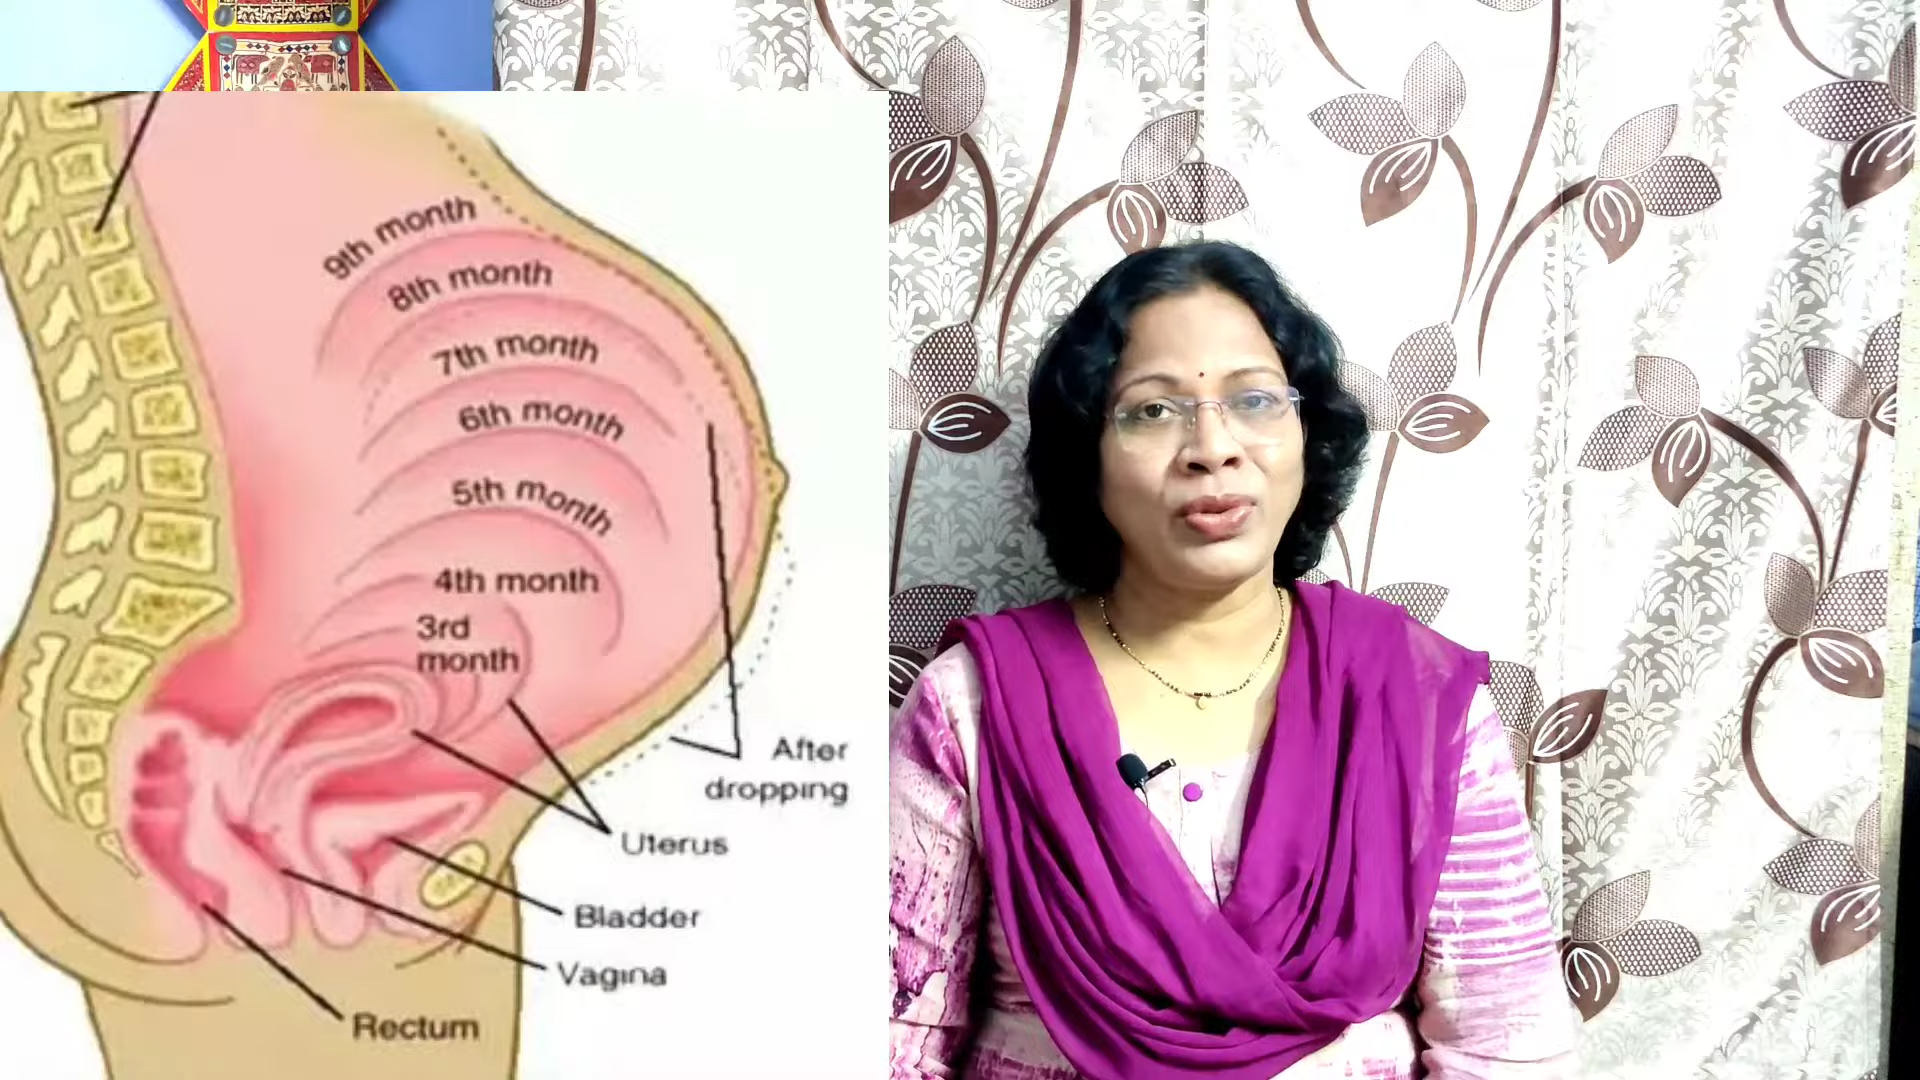 9th month
8th month
7th month
6th month
5th month
4th month
3rd
month
After
dropping
Uterus
Bladder
Vagina
Rectum